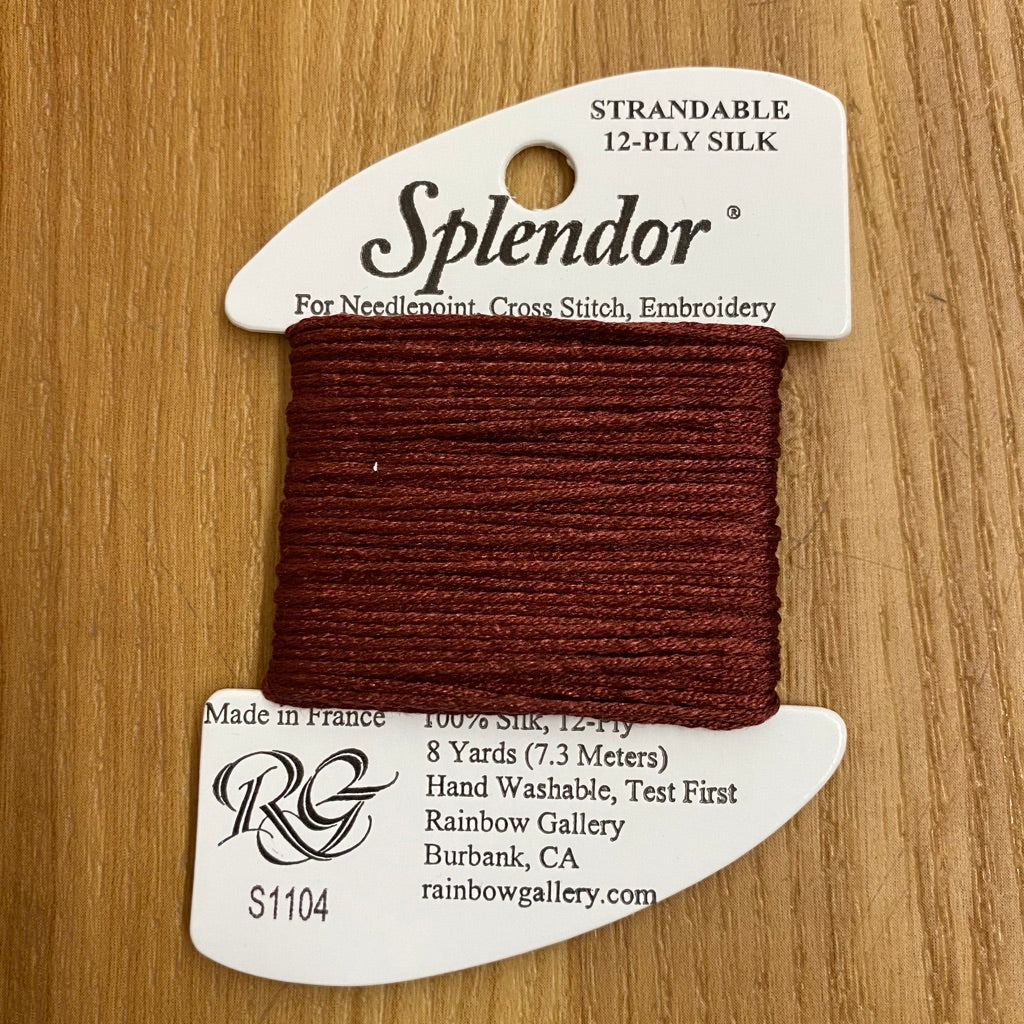 STRANDABLE
12-PLY SILK
Splendor®
For Needlepoint, Cross Stitch, Embroidery
Made in France
100% Silk, 12-Ply
8 Yards (7.3 Meters)
Hand Washable, Test First
Rainbow Gallery
Burbank, CA
rainbowgallery.com
RG
S1104